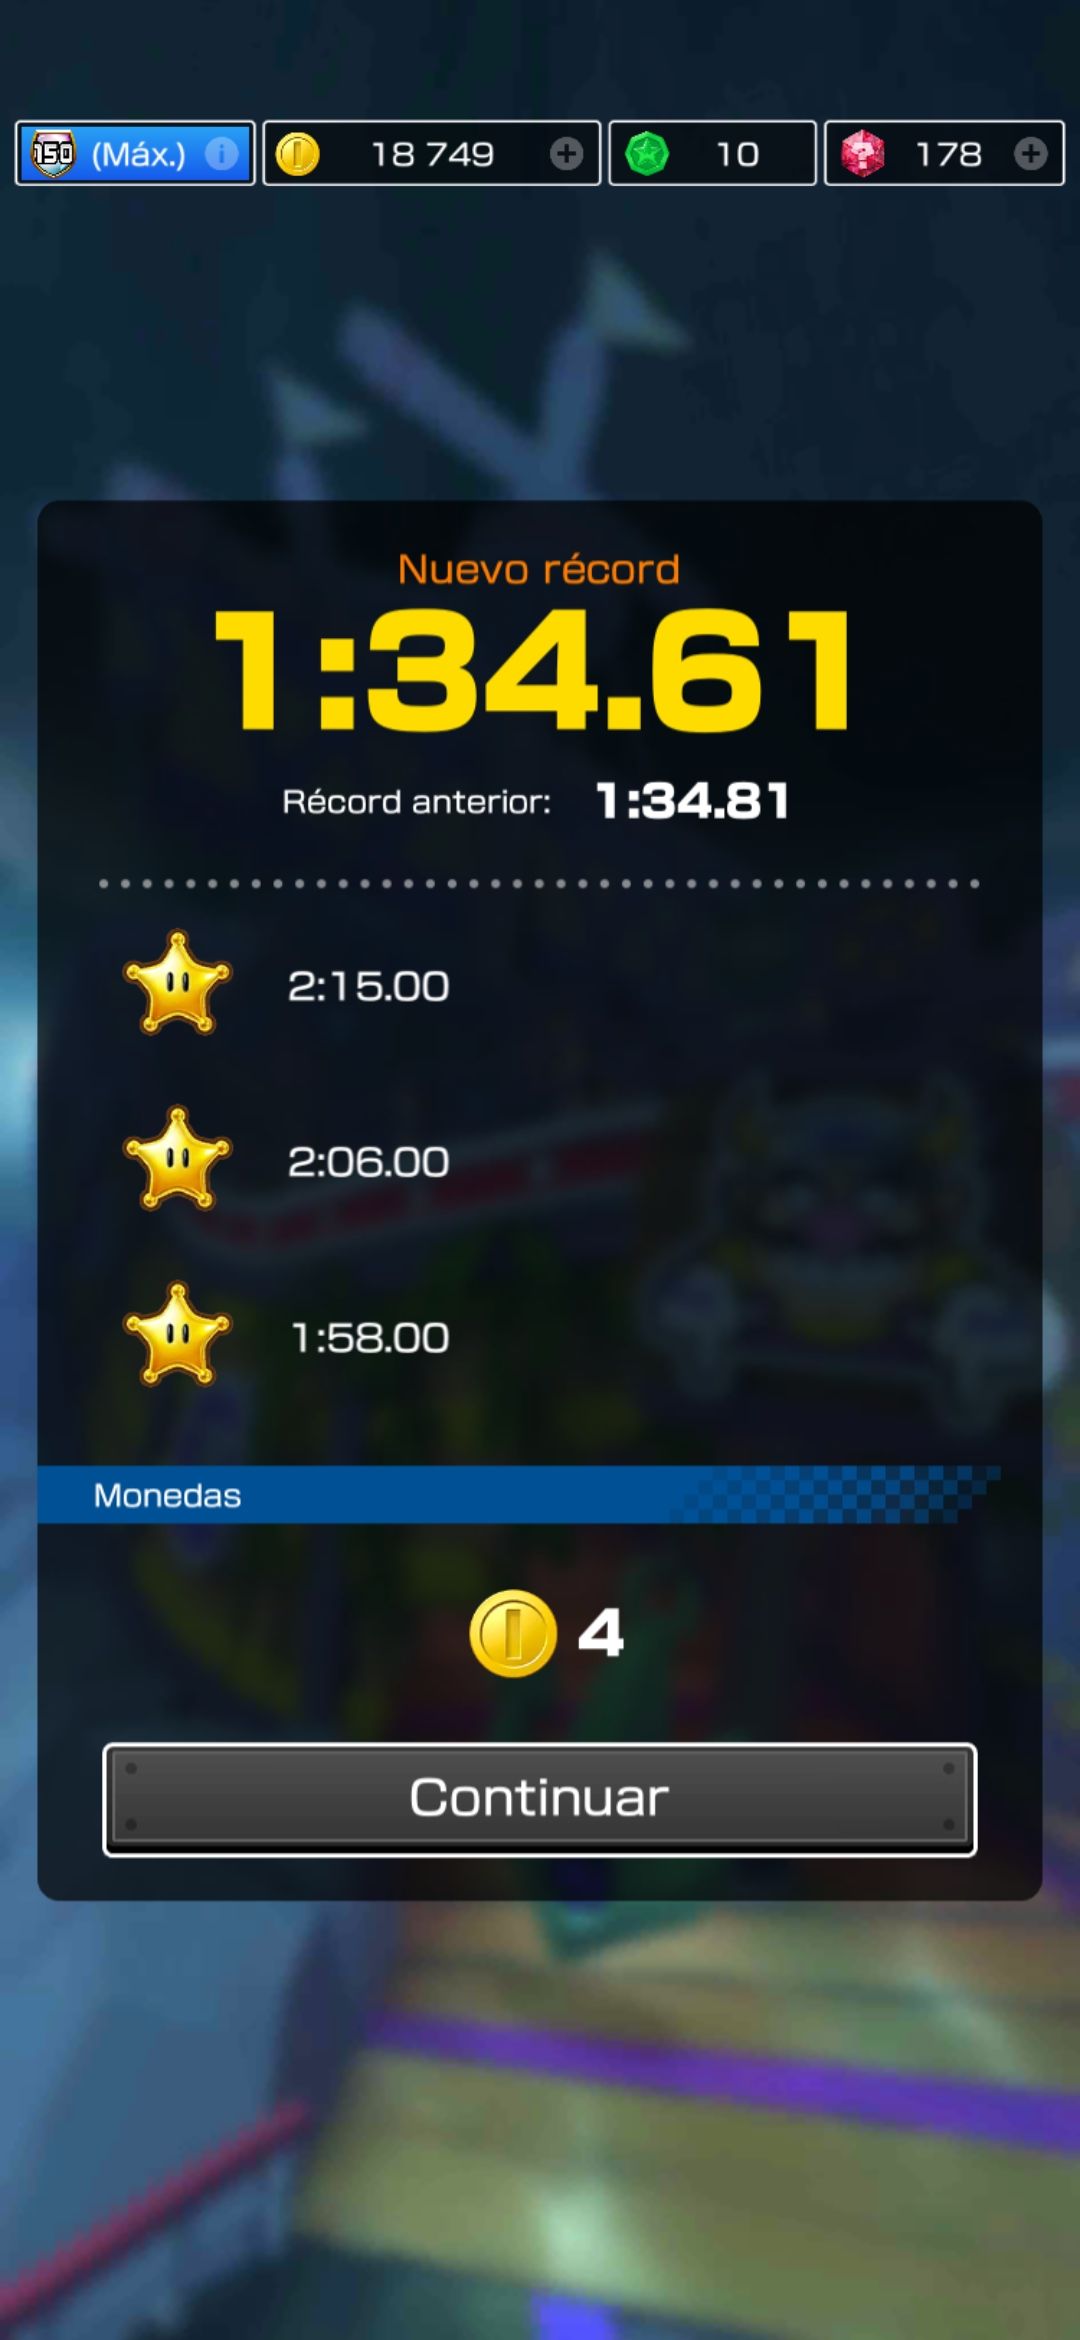 150 (Máx.) i 18 749 + 10 ? 178 +
Nuevo récord
1:34.61
Récord anterior: 1:34.81
2:15.00
2:06.00
1:58.00
Monedas
4
Continuar